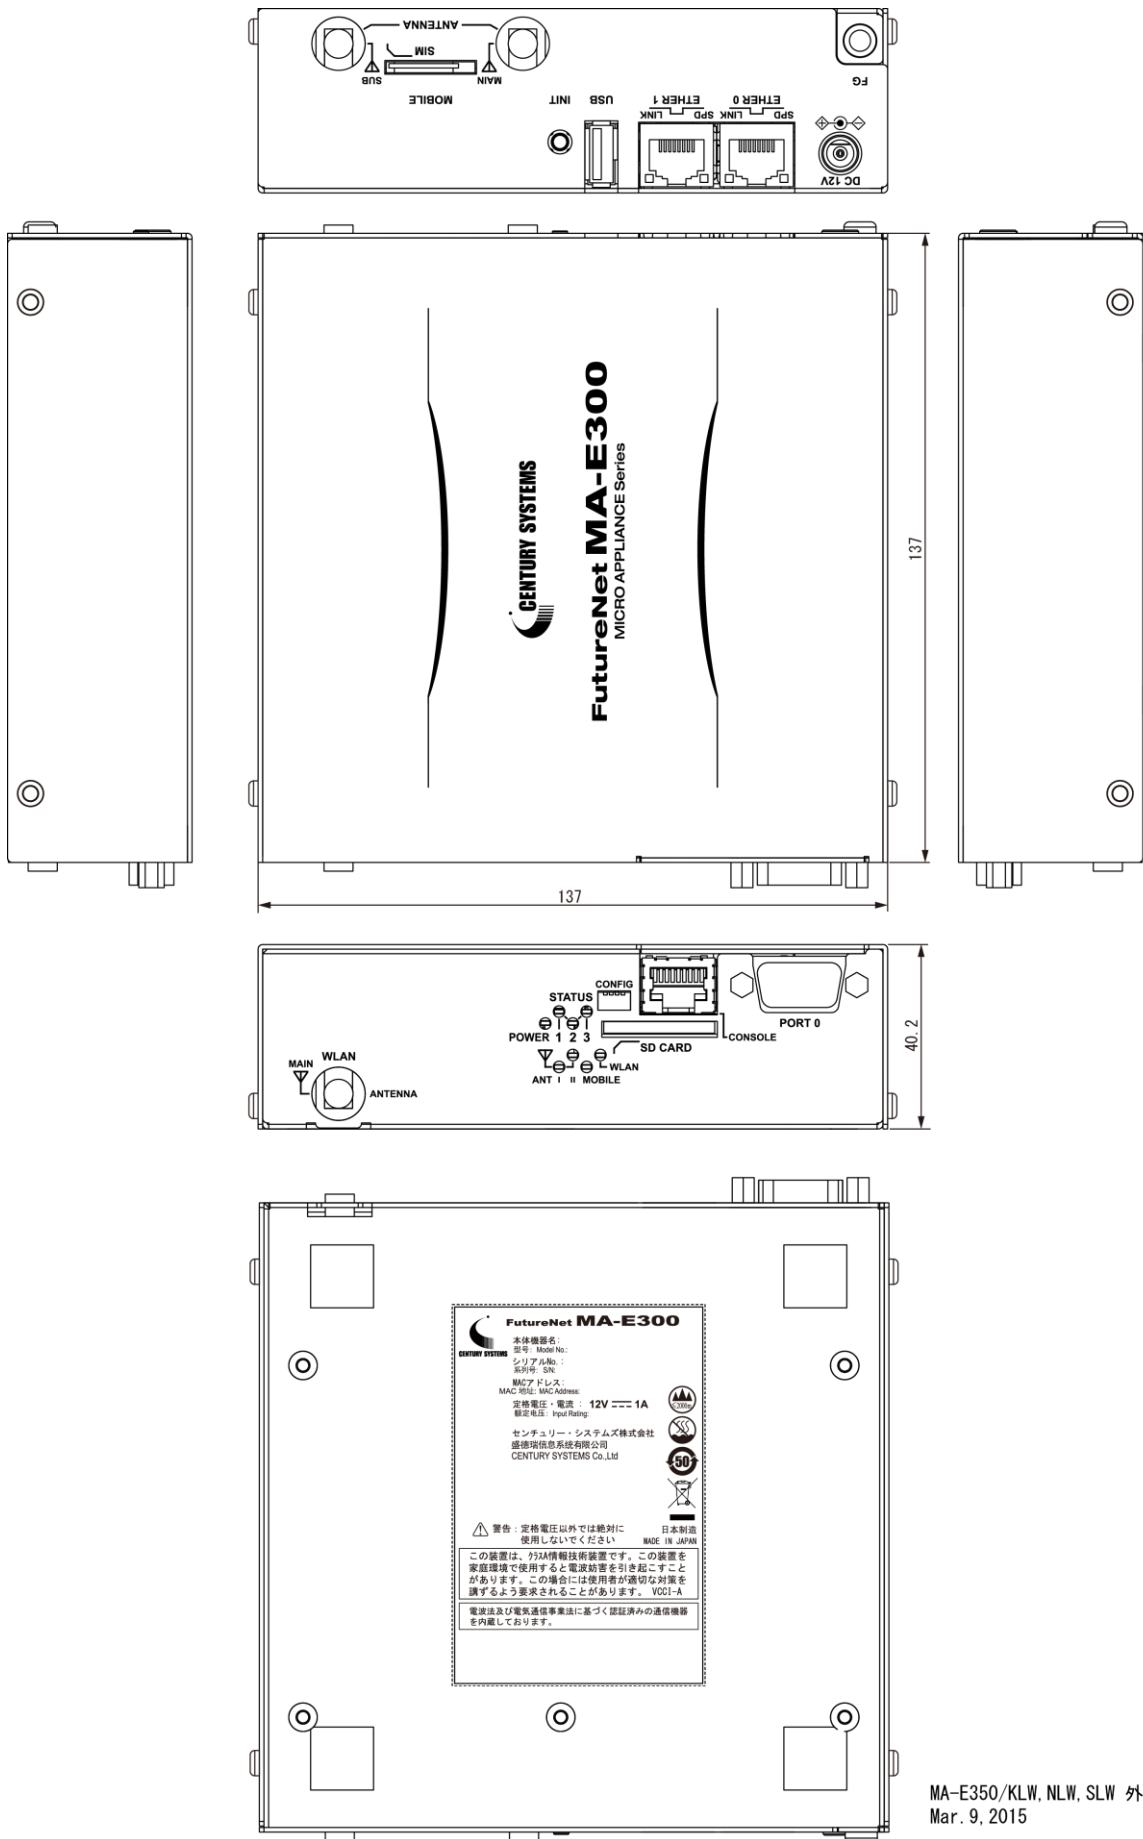 ANTENNA
SIM
SUB
MAIN
MOBILE
INIT
USB
ETHER 1
LINK SPD
ETHER 0
LINK SPD
FG
DC 12V
CENTURY SYSTEMS
FutureNet MA-E300
MICRO APPLIANCE Series
137
137
CONFIG
STATUS
POWER 1 2 3
SD CARD
CONSOLE
PORT 0
WLAN
ANT I II MOBILE
MAIN
WLAN
ANTENNA
40.2
FutureNet MA-E300
CENTURY SYSTEMS
本体機器名:
型号: Model No.:
シリアルNo. :
系列号: S/N:
MACアドレス:
MAC 地址: MAC Address:
定格電圧・電流 : 12V 1A
额定电压: Input Rating:
センチュリー・システムズ株式会社
盛德瑞信息系统有限公司
CENTURY SYSTEMS Co.,Ltd
≦2000m
50
警告:定格電圧以外では絶対に
使用しないでください
日本制造
MADE IN JAPAN
この装置は、クラスA情報技術装置です。この装置を
家庭環境で使用すると電波妨害を引き起こすこと
があります。この場合には使用者が適切な対策を
講ずるよう要求されることがあります。 VCCI-A
電波法及び電気通信事業法に基づく認証済みの通信機器
を内蔵しております。
MA-E350/KLW, NLW, SLW 外
Mar. 9, 2015